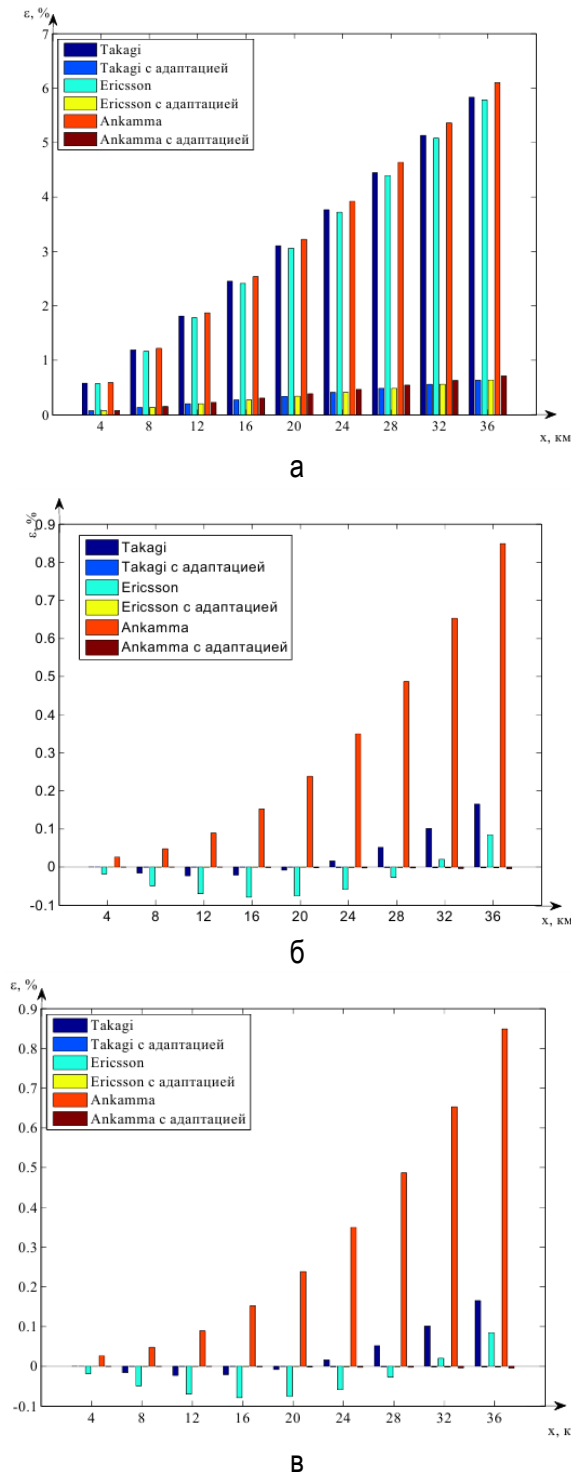 ε, %
7
Takagi
Takagi с адаптацией
Ericsson
Ericsson с адаптацией
Ankamma
Ankamma с адаптацией
6
5
4
3
2
1
0
4 8 12 16 20 24 28 32 36
х, км
а
ε, %
0.9
Takagi
Takagi с адаптацией
Ericsson
Ericsson с адаптацией
Ankamma
Ankamma с адаптацией
0.8
0.7
0.6
0.5
0.4
0.3
0.2
0.1
0
-0.1
4 8 12 16 20 24 28 32 36
х, км
б
ε, %
0.9
Takagi
Takagi с адаптацией
Ericsson
Ericsson с адаптацией
Ankamma
Ankamma с адаптацией
0.8
0.7
0.6
0.5
0.4
0.3
0.2
0.1
0
-0.1
4 8 12 16 20 24 28 32 36
х, к
в